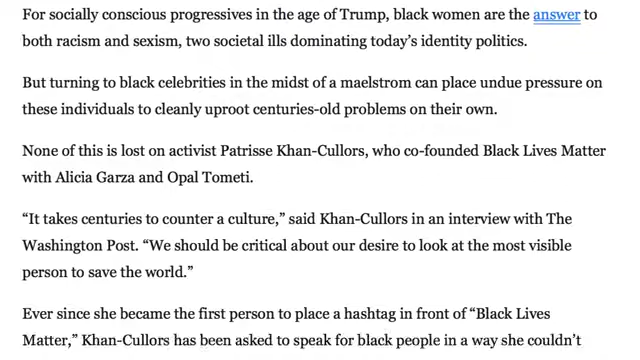 For socially conscious progressives in the age of Trump, black women are the answer to
both racism and sexism, two societal ills dominating today’s identity politics.
But turning to black celebrities in the midst of a maelstrom can place undue pressure on
these individuals to cleanly uproot centuries-old problems on their own.
None of this is lost on activist Patrisse Khan-Cullors, who co-founded Black Lives Matter
with Alicia Garza and Opal Tometi.
“It takes centuries to counter a culture,” said Khan-Cullors in an interview with The
Washington Post. “We should be critical about our desire to look at the most visible
person to save the world.”
Ever since she became the first person to place a hashtag in front of “Black Lives
Matter,” Khan-Cullors has been asked to speak for black people in a way she couldn’t